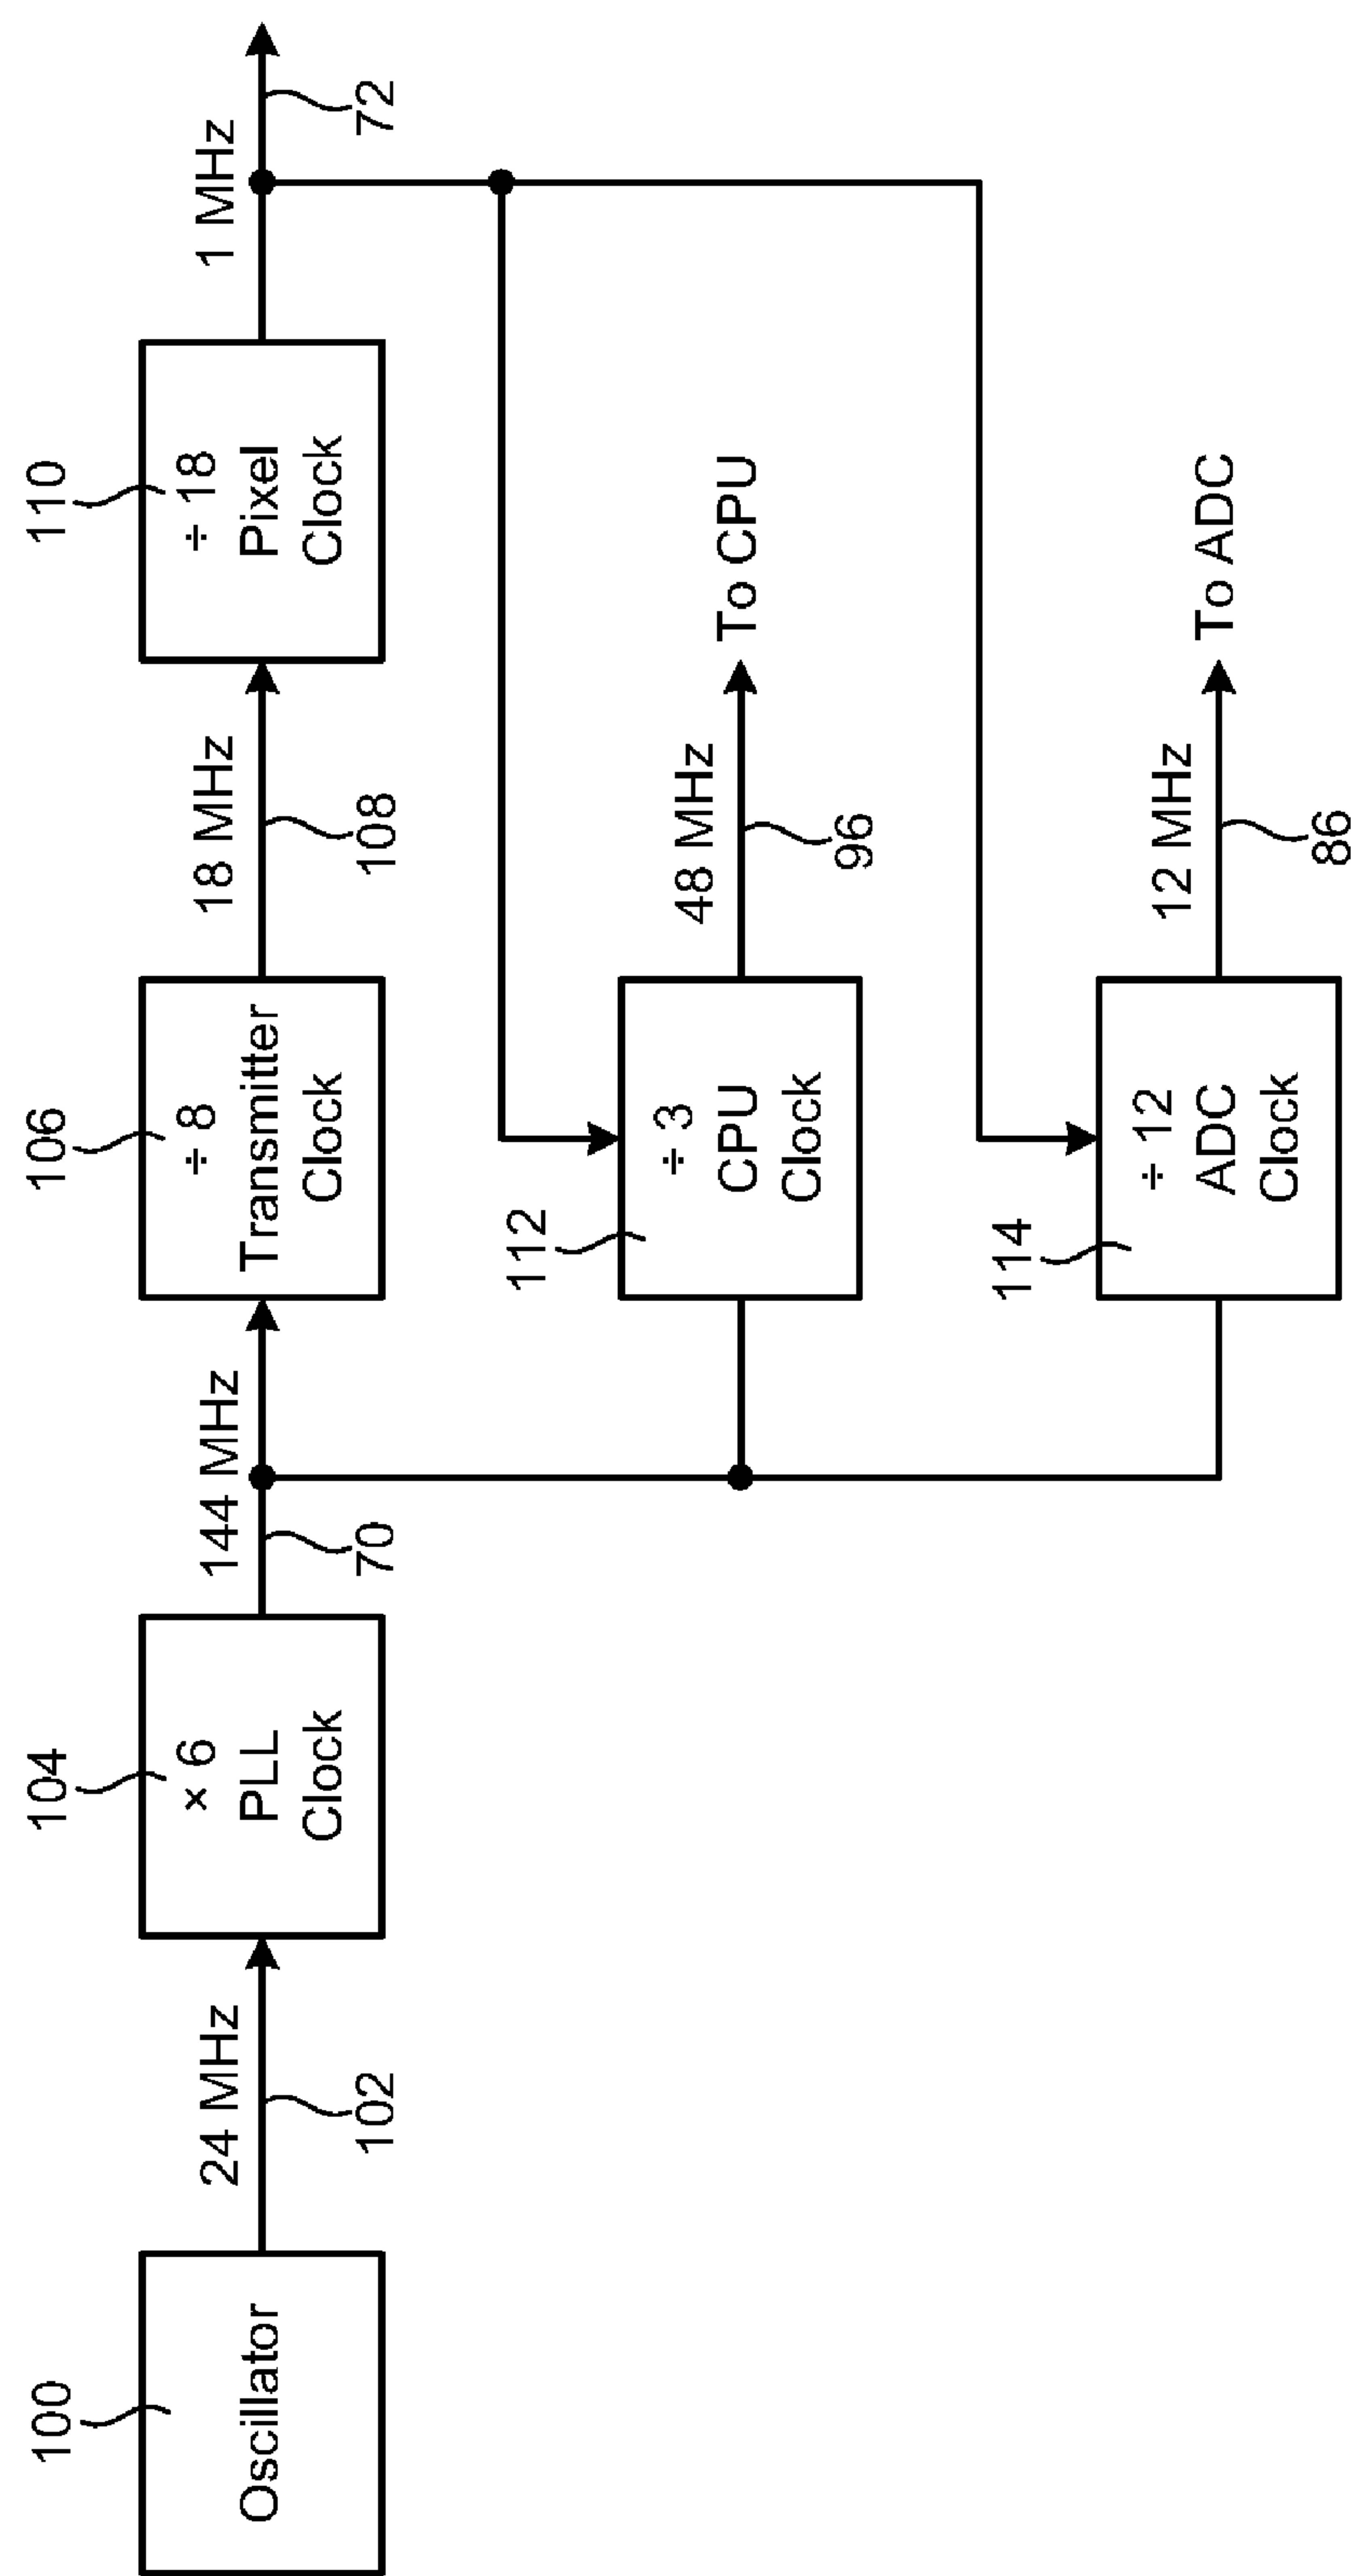 100
Oscillator
24 MHz
102
104
× 6
PLL
Clock
144 MHz
70
106
÷ 8
Transmitter
Clock
18 MHz
108
110
÷ 18
Pixel
Clock
1 MHz
72
112
÷ 3
CPU
Clock
48 MHz
96
To CPU
114
÷ 12
ADC
Clock
12 MHz
86
To ADC